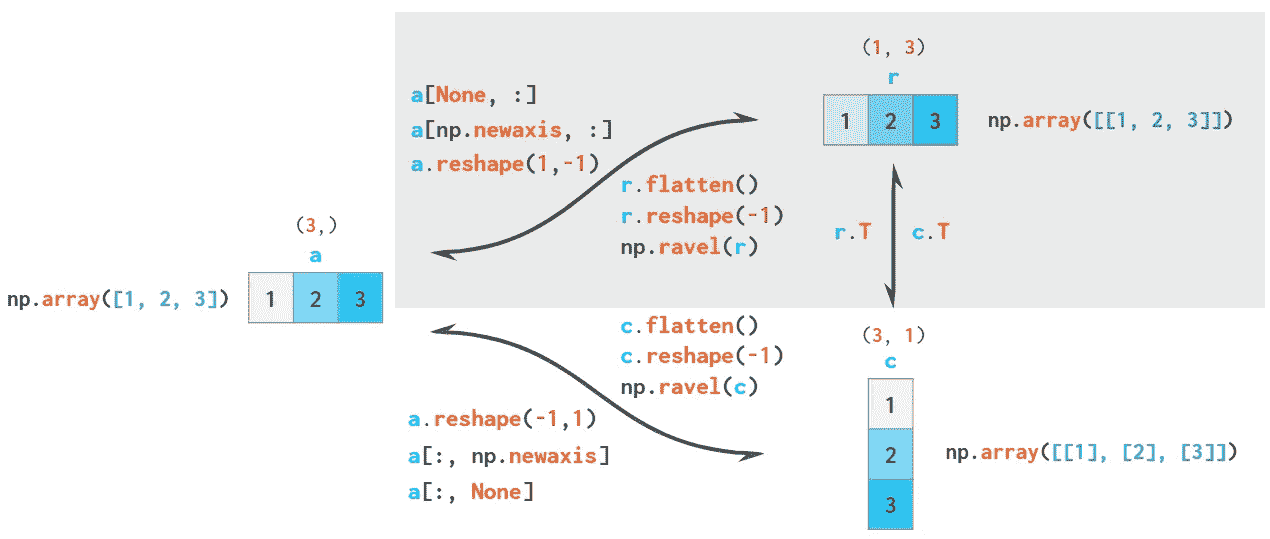 (1, 3)
r
a[None, :]
a[np.newaxis, :]
a.reshape(1,-1)
1 2 3
np.array([[1, 2, 3]])
r.flatten()
r.reshape(-1)
np.ravel(r)
r.T
c.T
(3,)
a
np.array([1, 2, 3])
1 2 3
c.flatten()
c.reshape(-1)
np.ravel(c)
(3, 1)
c
a.reshape(-1,1)
a[:, np.newaxis]
a[:, None]
1
2
3
np.array([[1], [2], [3]])